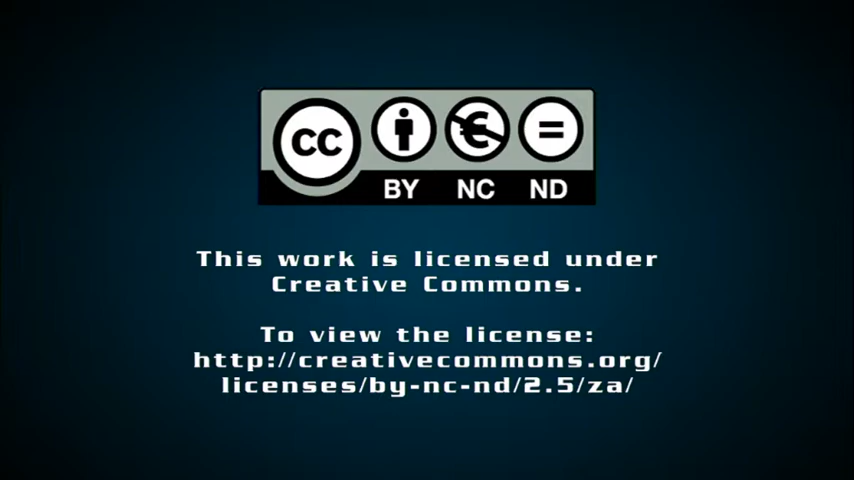 CC
BY NC ND
This work is licensed under
Creative Commons.
To view the license:
http://creativecommons.org/
licenses/by-nc-nd/2.5/za/